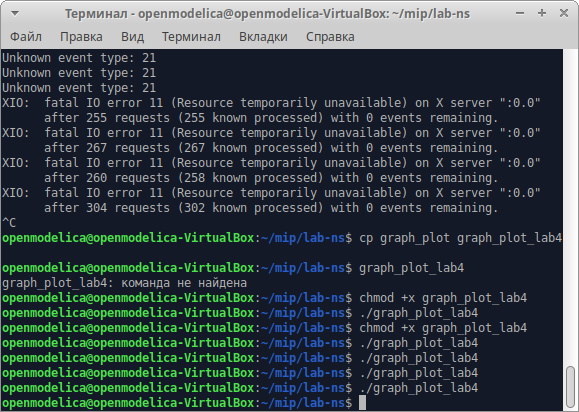 Терминал - openmodelica@openmodelica-VirtualBox: ~/mip/lab-ns
Файл Правка Вид Терминал Вкладки Справка
Unknown event type: 21
Unknown event type: 21
Unknown event type: 21
XIO:  fatal IO error 11 (Resource temporarily unavailable) on X server ":0.0"
      after 255 requests (255 known processed) with 0 events remaining.
XIO:  fatal IO error 11 (Resource temporarily unavailable) on X server ":0.0"
      after 267 requests (267 known processed) with 0 events remaining.
XIO:  fatal IO error 11 (Resource temporarily unavailable) on X server ":0.0"
      after 260 requests (258 known processed) with 0 events remaining.
XIO:  fatal IO error 11 (Resource temporarily unavailable) on X server ":0.0"
      after 304 requests (302 known processed) with 0 events remaining.
^C
openmodelica@openmodelica-VirtualBox:~/mip/lab-ns$ cp graph_plot graph_plot_lab4
openmodelica@openmodelica-VirtualBox:~/mip/lab-ns$ graph_plot_lab4
graph_plot_lab4: команда не найдена
openmodelica@openmodelica-VirtualBox:~/mip/lab-ns$ chmod +x graph_plot_lab4
openmodelica@openmodelica-VirtualBox:~/mip/lab-ns$ ./graph_plot_lab4
openmodelica@openmodelica-VirtualBox:~/mip/lab-ns$ chmod +x graph_plot_lab4
openmodelica@openmodelica-VirtualBox:~/mip/lab-ns$ ./graph_plot_lab4
openmodelica@openmodelica-VirtualBox:~/mip/lab-ns$ ./graph_plot_lab4
openmodelica@openmodelica-VirtualBox:~/mip/lab-ns$ ./graph_plot_lab4
openmodelica@openmodelica-VirtualBox:~/mip/lab-ns$ ./graph_plot_lab4
openmodelica@openmodelica-VirtualBox:~/mip/lab-ns$